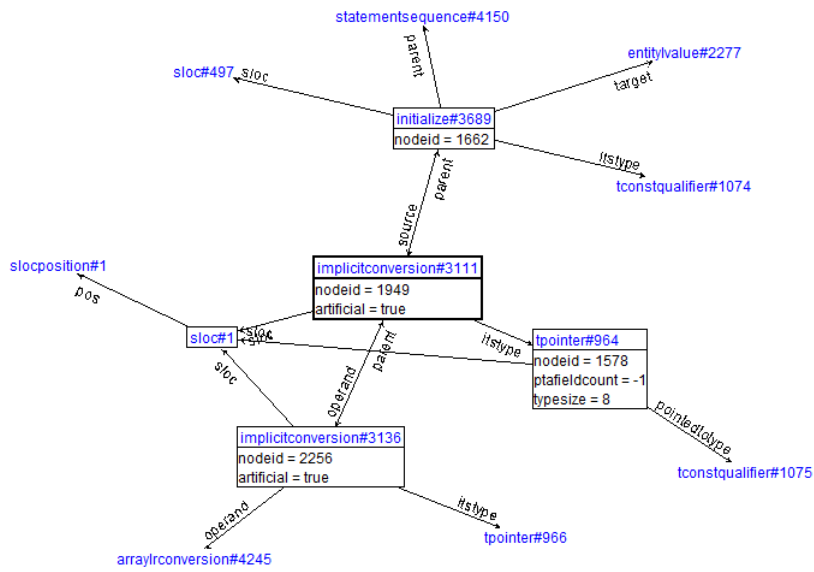 statementsequence#4150
entitylvalue#2277
sloc#497
sloc
parent
target
initialize#3689
nodeid = 1662
itstype
tconstqualifier#1074
parent
source
slocposition#1
pos
implicitconversion#3111
nodeid = 1949
artificial = true
sloc#1
sloc
sloc
itstype
tpointer#964
nodeid = 1578
ptafieldcount = -1
typesize = 8
parent
operand
sloc
pointedtotype
implicitconversion#3136
nodeid = 2256
artificial = true
tconstqualifier#1075
operand
itstype
tpointer#966
arraylrconversion#4245